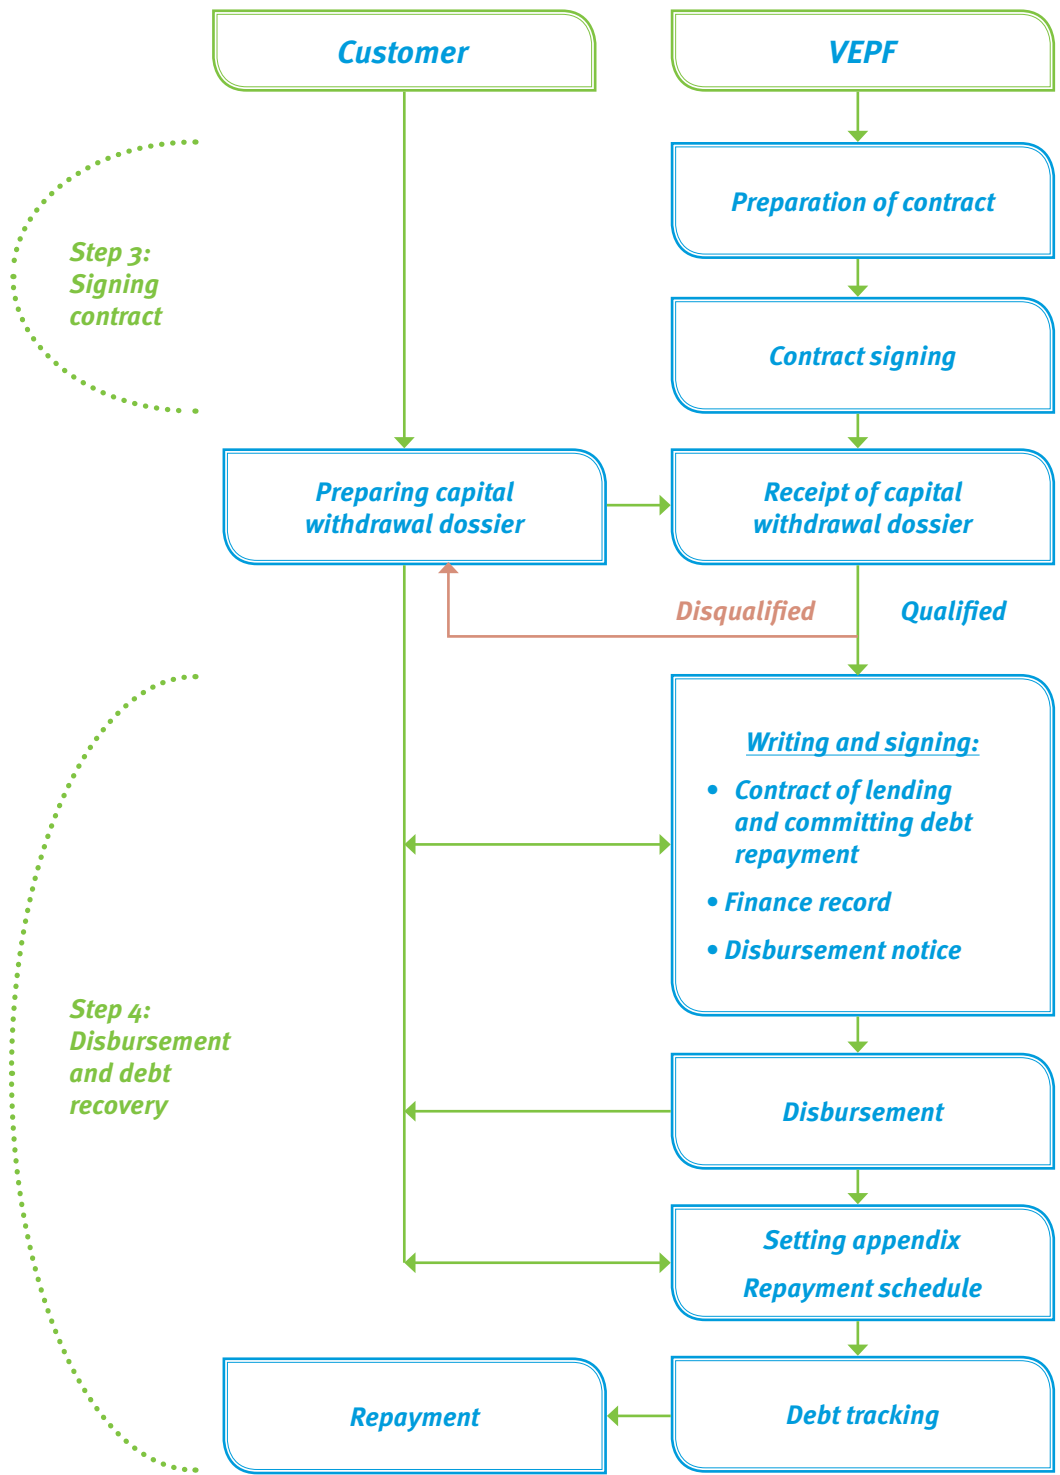 Customer
VEPF
Preparation of contract
Step 3:
Signing
contract
Contract signing
Preparing capital
withdrawal dossier
Receipt of capital
withdrawal dossier
Disqualified
Qualified
Writing and signing:
• Contract of lending
and committing debt
repayment
• Finance record
• Disbursement notice
Step 4:
Disbursement
and debt
recovery
Disbursement
Setting appendix
Repayment schedule
Repayment
Debt tracking